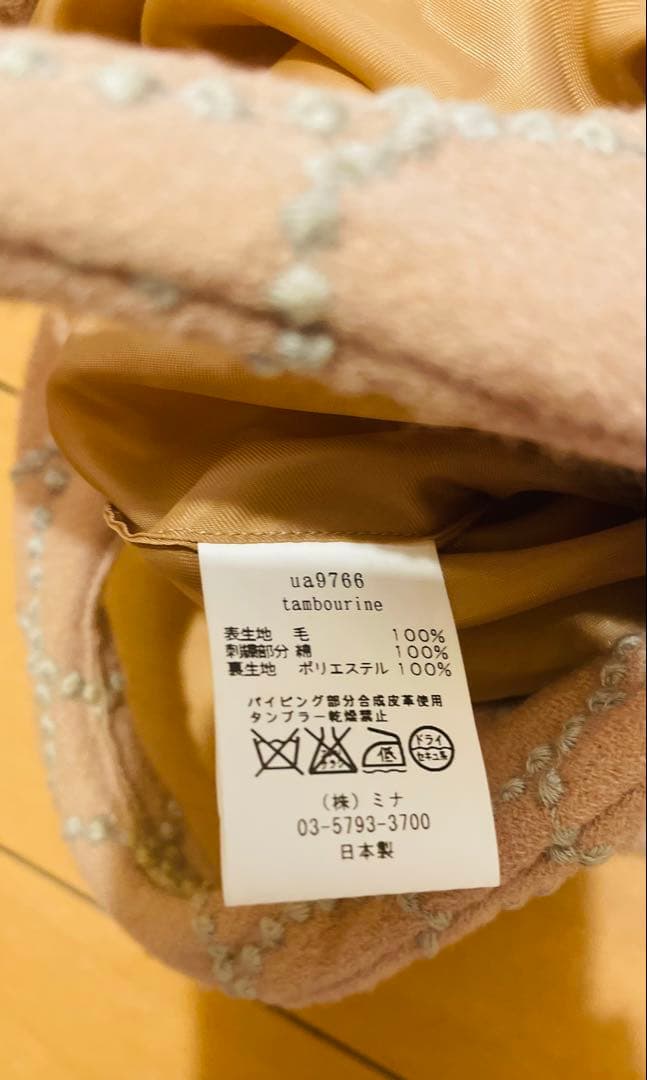 ua9766
tambourine
表生地 毛 100%
刺繍部分 綿 100%
裏生地 ポリエステル 100%
パイピング部分合成皮革使用
タンブラー乾燥禁止
低
ドライ
セキユ系
(株)ミナ
03-5793-3700
日本製